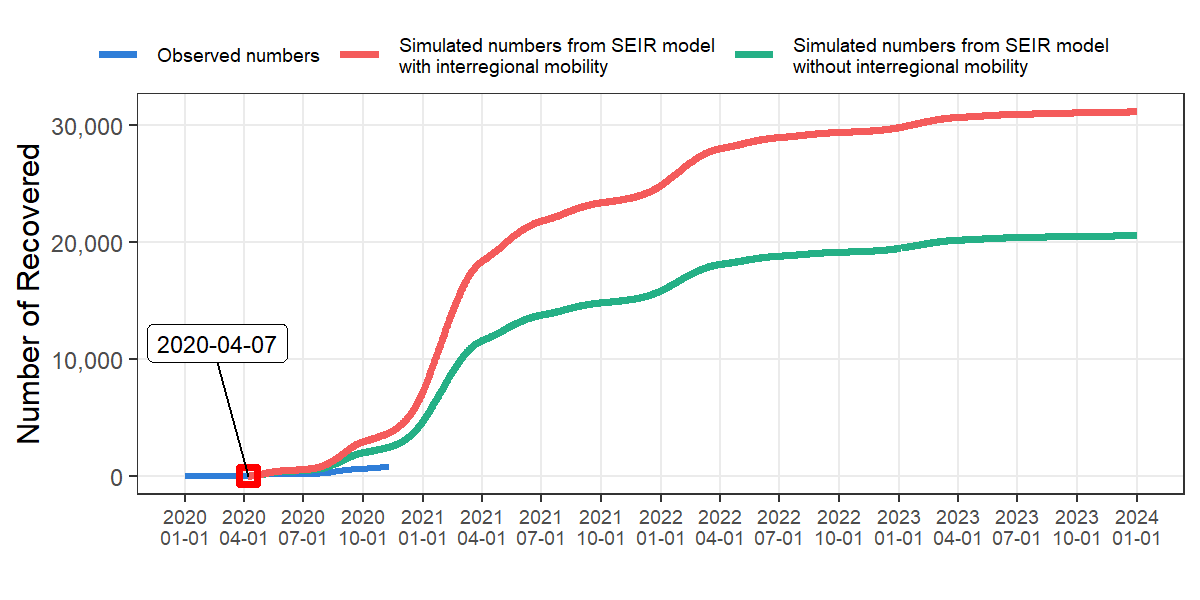 Observed numbers
Simulated numbers from SEIR model
with interregional mobility
Simulated numbers from SEIR model
without interregional mobility
Number of Recovered
30,000
20,000
10,000
0
2020-04-07
2020 2020 2020 2020 2021 2021 2021 2021 2022 2022 2022 2022 2023 2023 2023 2023 2024
01-01 04-01 07-01 10-01 01-01 04-01 07-01 10-01 01-01 04-01 07-01 10-01 01-01 04-01 07-01 10-01 01-01